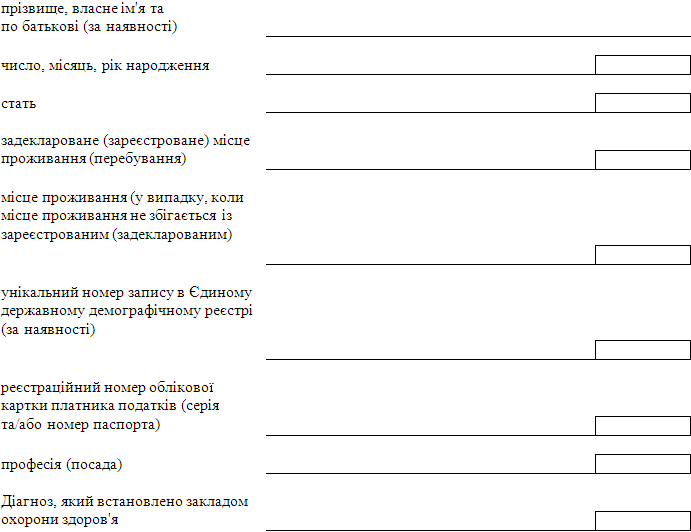 прізвище, власне ім'я та
по батькові (за наявності)
число, місяць, рік народження
стать
задеклароване (зареєстроване) місце
проживання (перебування)
місце проживання (у випадку, коли
місце проживання не збігається із
зареєстрованим (задекларованим)
унікальний номер запису в Єдиному
державному демографічному реєстрі
(за наявності)
реєстраційний номер облікової
картки платника податків (серія
та/або номер паспорта)
професія (посада)
Діагноз, який встановлено закладом
охорони здоров'я